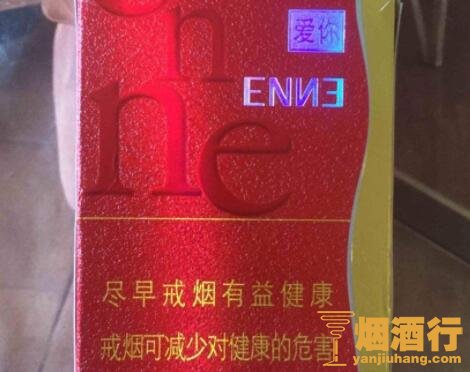 nn
ne
爱你
ENNE
尽早戒烟有益健康
戒烟可减少对健康的危害
烟酒行
yanjiuhang.com